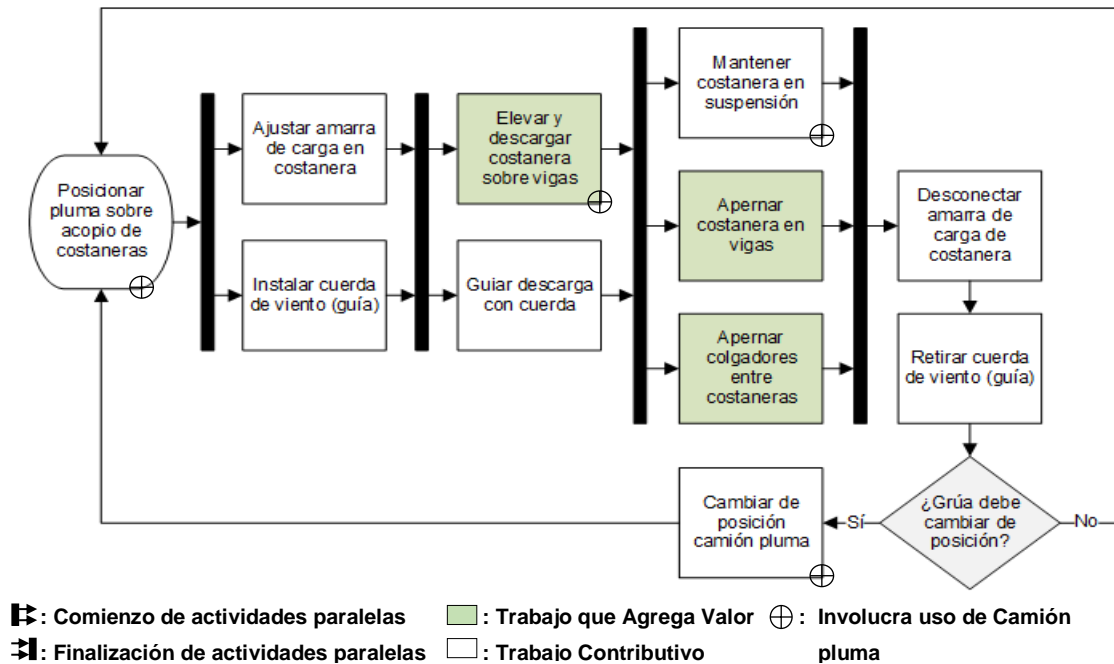 Posicionar
pluma sobre
acopio de
costaneras
Ajustar amarra
de carga en
costanera
Instalar cuerda
de viento (guía)
Elevar y
descargar
costanera
sobre vigas
Guiar descarga
con cuerda
Mantener
costanera en
suspensión
Apernar
costanera en
vigas
Apernar
colgadores
entre
costaneras
Desconectar
amarra de
carga de
costanera
Retirar cuerda
de viento (guía)
¿Grúa debe
cambiar de
posición?
Sí
No
Cambiar de
posición
camión pluma
: Comienzo de actividades paralelas
: Finalización de actividades paralelas
: Trabajo que Agrega Valor
: Trabajo Contributivo
: Involucra uso de Camión
pluma